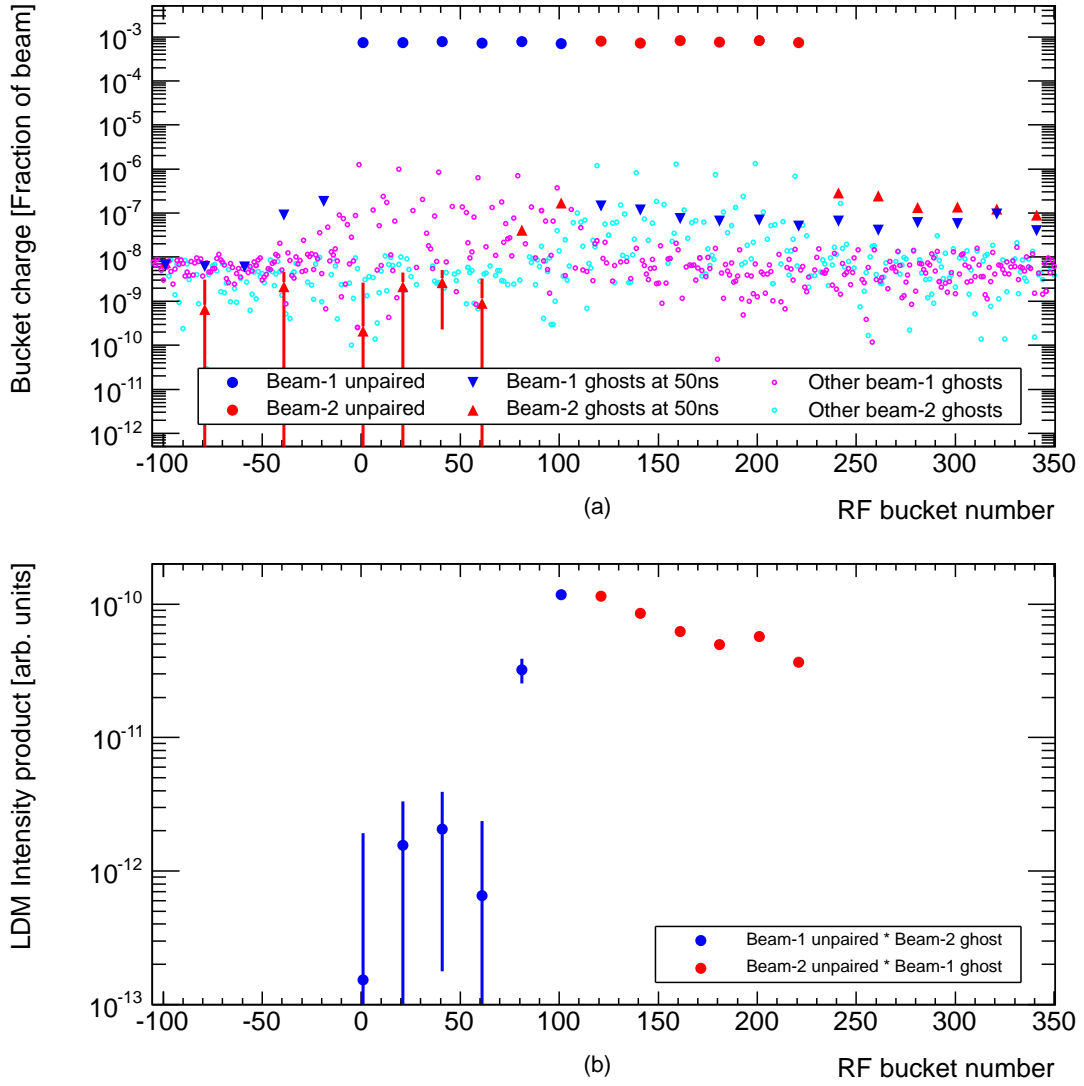 Bucket charge [Fraction of beam]
10^-3
10^-4
10^-5
10^-6
10^-7
10^-8
10^-9
10^-10
10^-11
10^-12
Beam-1 unpaired
Beam-1 ghosts at 50ns
Other beam-1 ghosts
Beam-2 unpaired
Beam-2 ghosts at 50ns
Other beam-2 ghosts
-100 -50 0 50 100 150 200 250 300 350
(a)
RF bucket number
LDM Intensity product [arb. units]
10^-10
10^-11
10^-12
10^-13
Beam-1 unpaired * Beam-2 ghost
Beam-2 unpaired * Beam-1 ghost
-100 -50 0 50 100 150 200 250 300 350
(b)
RF bucket number